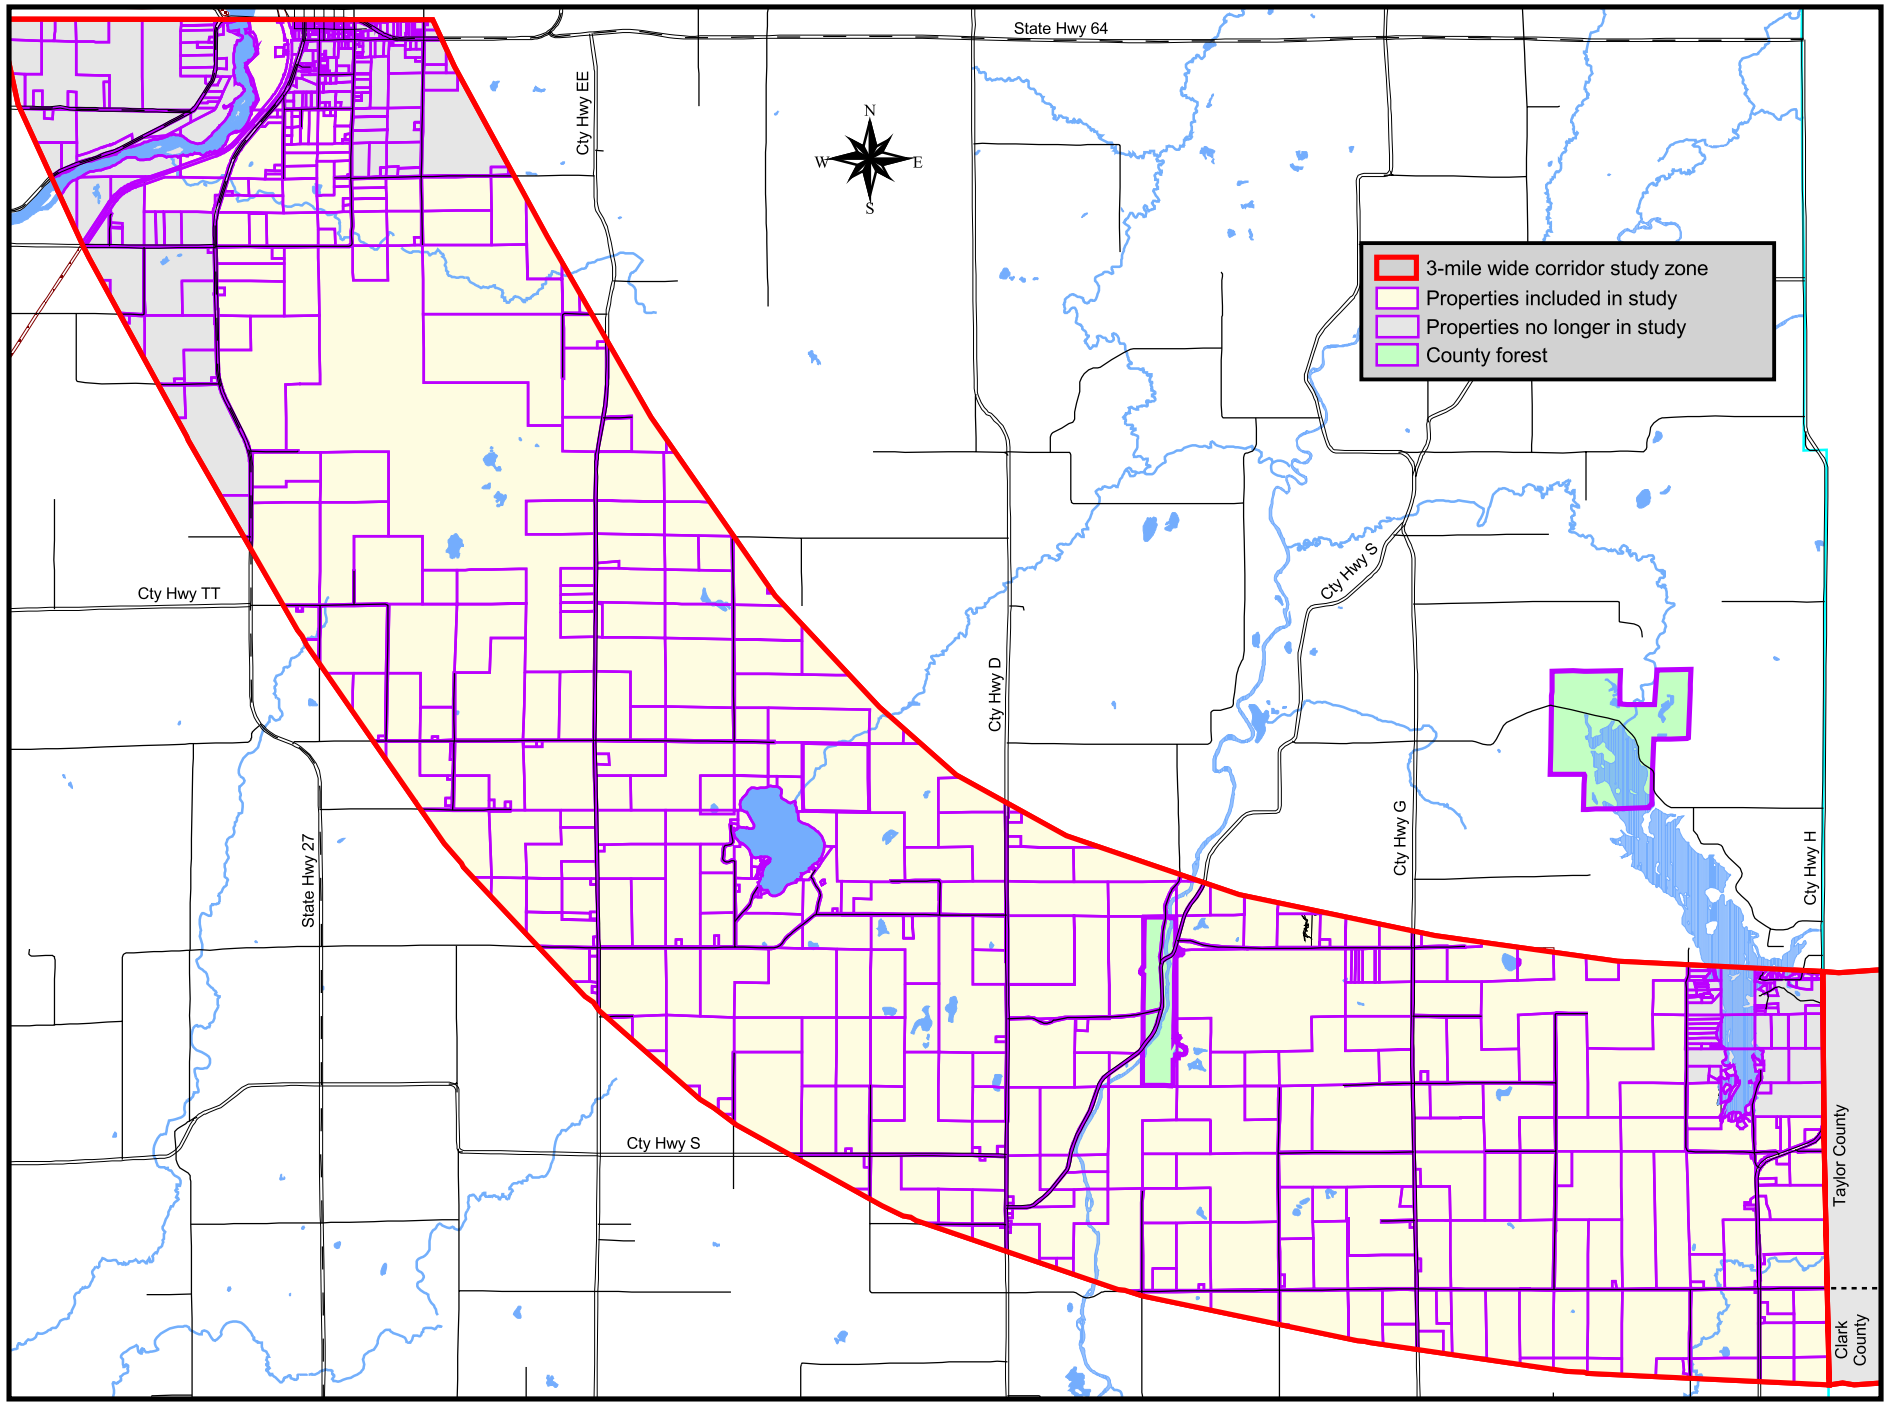 State Hwy 64
Cty Hwy EE
N
W
E
S
3-mile wide corridor study zone
Properties included in study
Properties no longer in study
County forest
Cty Hwy TT
Cty Hwy S
Cty Hwy D
State Hwy 27
Cty Hwy G
Cty Hwy H
Cty Hwy S
Taylor County
Clark
County